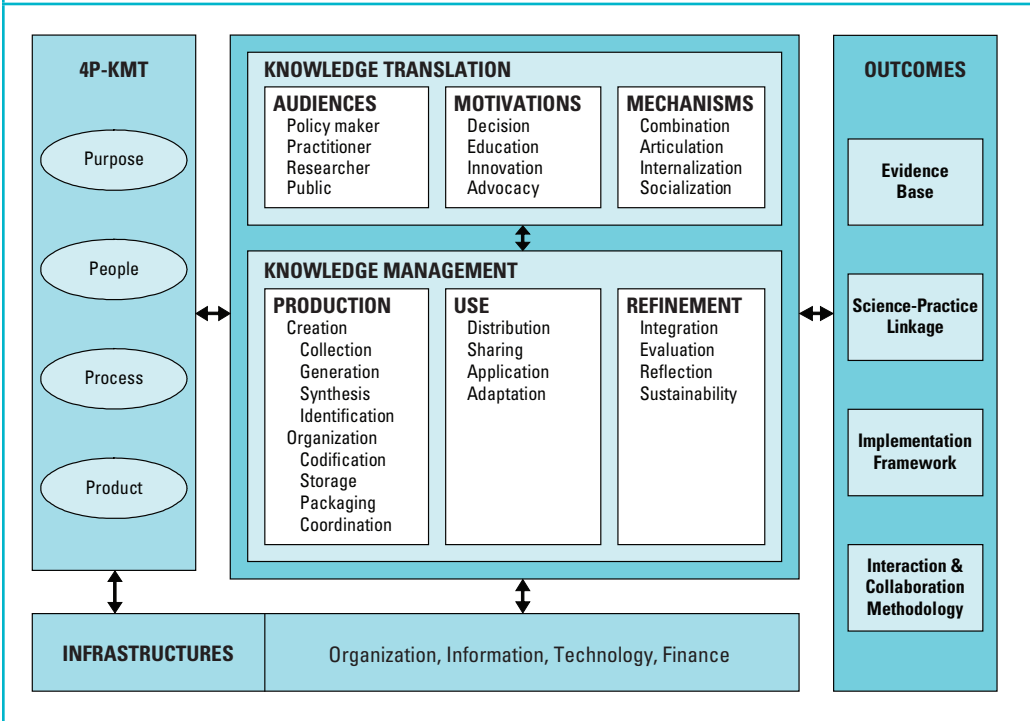 4P-KMT
Purpose
People
Process
Product
KNOWLEDGE TRANSLATION
AUDIENCES
Policy maker
Practitioner
Researcher
Public
MOTIVATIONS
Decision
Education
Innovation
Advocacy
MECHANISMS
Combination
Articulation
Internalization
Socialization
KNOWLEDGE MANAGEMENT
PRODUCTION
Creation
Collection
Generation
Synthesis
Identification
Organization
Codification
Storage
Packaging
Coordination
USE
Distribution
Sharing
Application
Adaptation
REFINEMENT
Integration
Evaluation
Reflection
Sustainability
OUTCOMES
Evidence
Base
Science-Practice
Linkage
Implementation
Framework
Interaction &
Collaboration
Methodology
INFRASTRUCTURES
Organization, Information, Technology, Finance